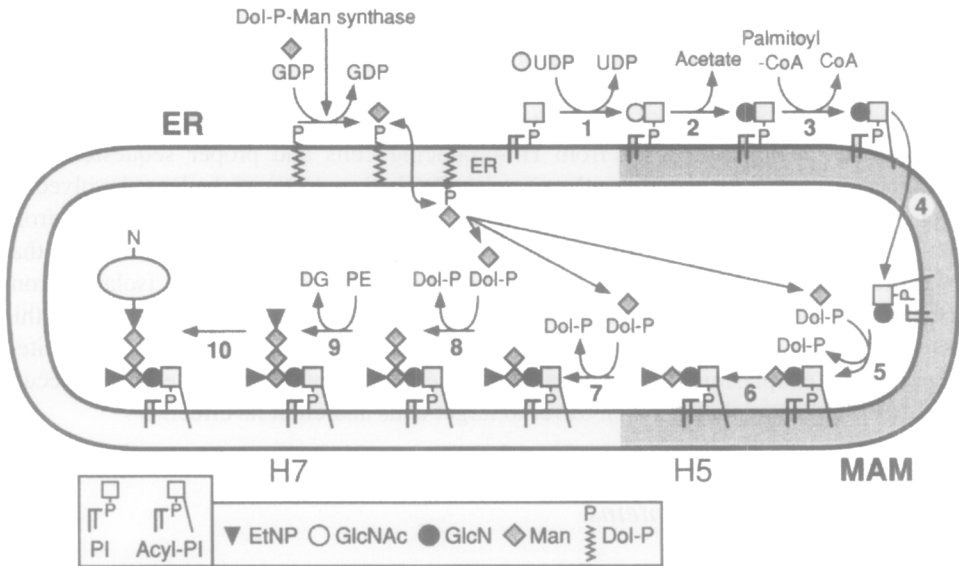 Dol-P-Man synthase
GDP GDP
P P
ER
ER
UDP UDP
Acetate
Palmitoyl
-CoA CoA
P P P P
1 2 3
4
P
N
DG PE
Dol-P Dol-P
Dol-P Dol-P
Dol-P
Dol-P
P
10 9 8 7 6 5
P P P P P P
H7 H5 MAM
P P
PI Acyl-PI
EtNP GlcNAc GlcN Man
P
Dol-P